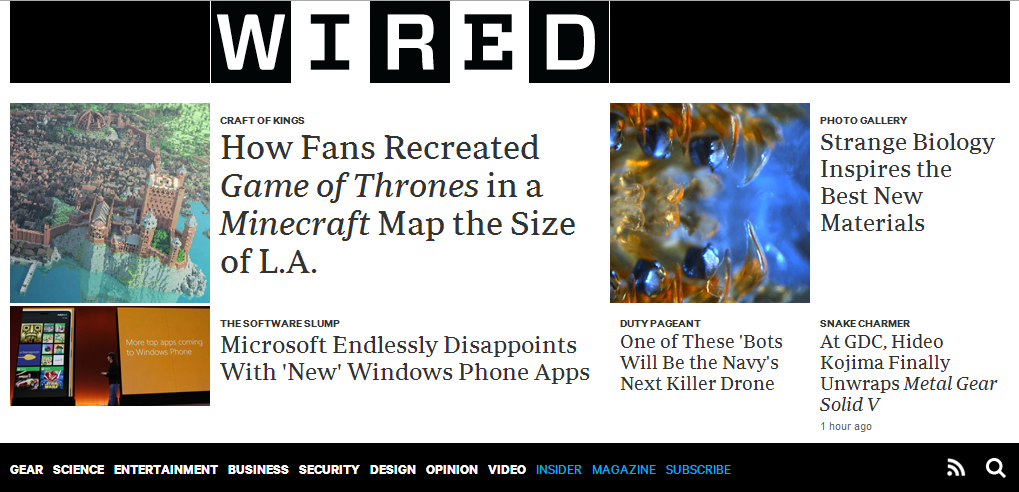 WIRED
CRAFT OF KINGS
How Fans Recreated
Game of Thrones in a
Minecraft Map the Size
of L.A.
PHOTO GALLERY
Strange Biology
Inspires the
Best New
Materials
More top apps coming
to Windows Phone
THE SOFTWARE SLUMP
Microsoft Endlessly Disappoints
With 'New' Windows Phone Apps
DUTY PAGEANT
One of These 'Bots
Will Be the Navy's
Next Killer Drone
SNAKE CHARMER
At GDC, Hideo
Kojima Finally
Unwraps Metal Gear
Solid V
1 hour ago
GEAR SCIENCE ENTERTAINMENT BUSINESS SECURITY DESIGN OPINION VIDEO INSIDER MAGAZINE SUBSCRIBE